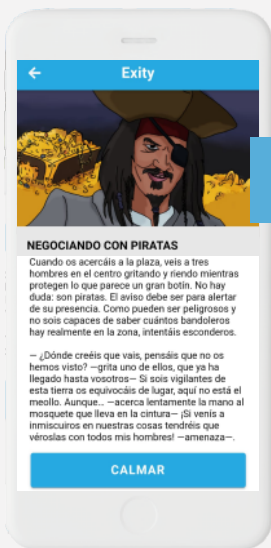 Exity
NEGOCIANDO CON PIRATAS
Cuando os acercáis a la plaza, veis a tres
hombres en el centro gritando y riendo mientras
protegen lo que parece un gran botín. No hay
duda: son piratas. El aviso debe ser para alertar
de su presencia. Como pueden ser peligrosos y
no sois capaces de saber cuántos bandoleros
hay realmente en la zona, intentáis esconderos.
— ¿Dónde creéis que vais, pensáis que no os
hemos visto? —grita uno de ellos, que ya ha
llegado hasta vosotros— Si sois vigilantes de
esta tierra os equivocáis de lugar, aquí no está el
meollo. Aunque… —acerca lentamente la mano al
mosquete que lleva en la cintura— ¡Si venís a
inmiscuiros en nuestras cosas tendréis que
véroslas con todos mis hombres! —amenaza—.
CALMAR